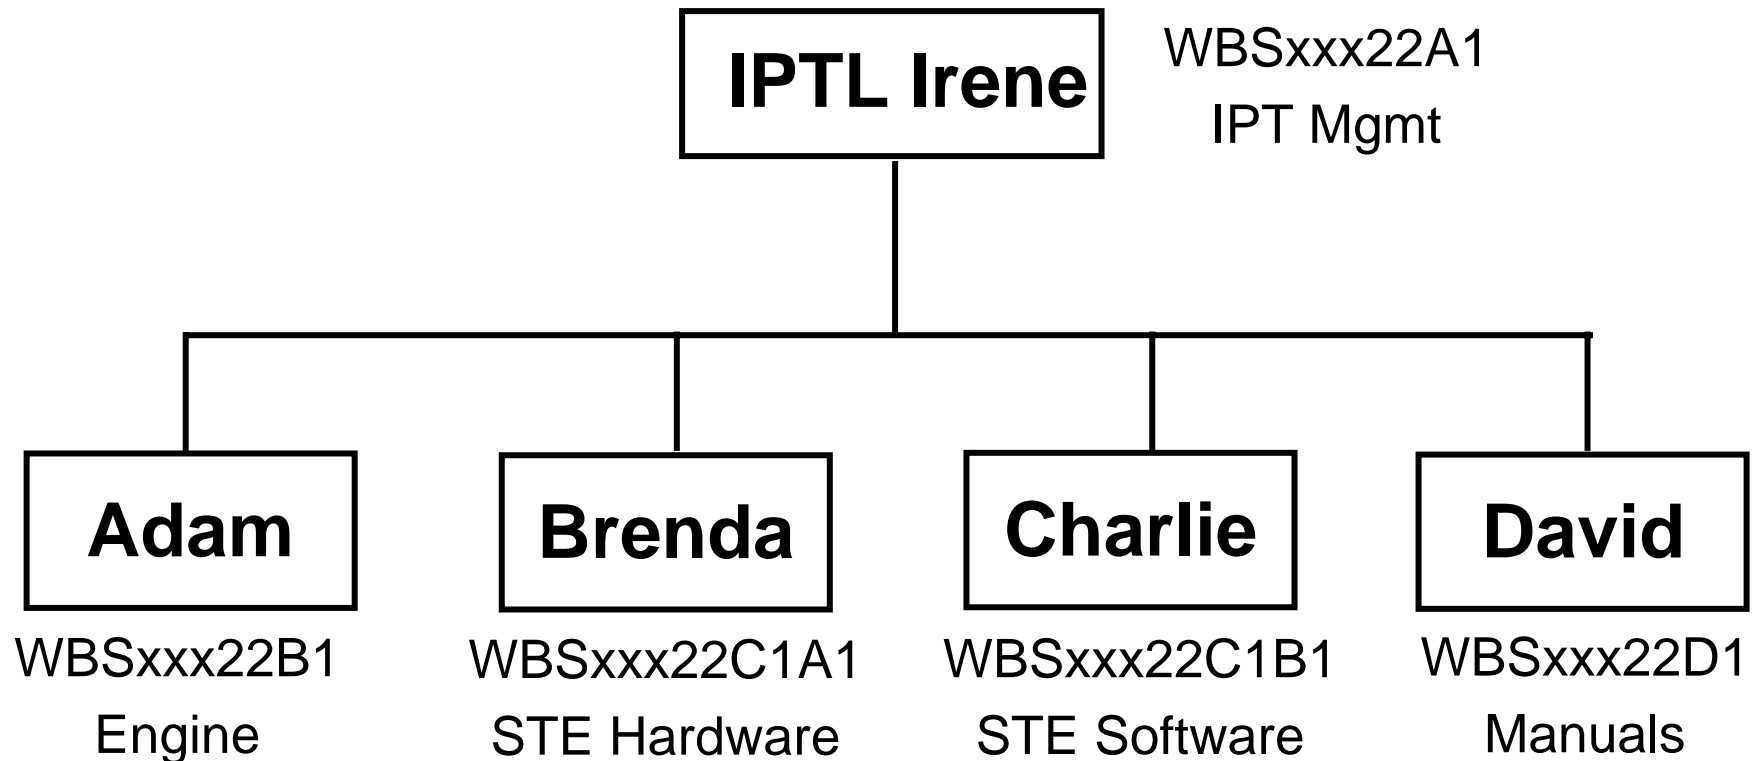 IPTL Irene
WBSxxx22A1
IPT Mgmt
Adam
Brenda
Charlie
David
WBSxxx22B1
Engine
WBSxxx22C1A1
STE Hardware
WBSxxx22C1B1
STE Software
WBSxxx22D1
Manuals